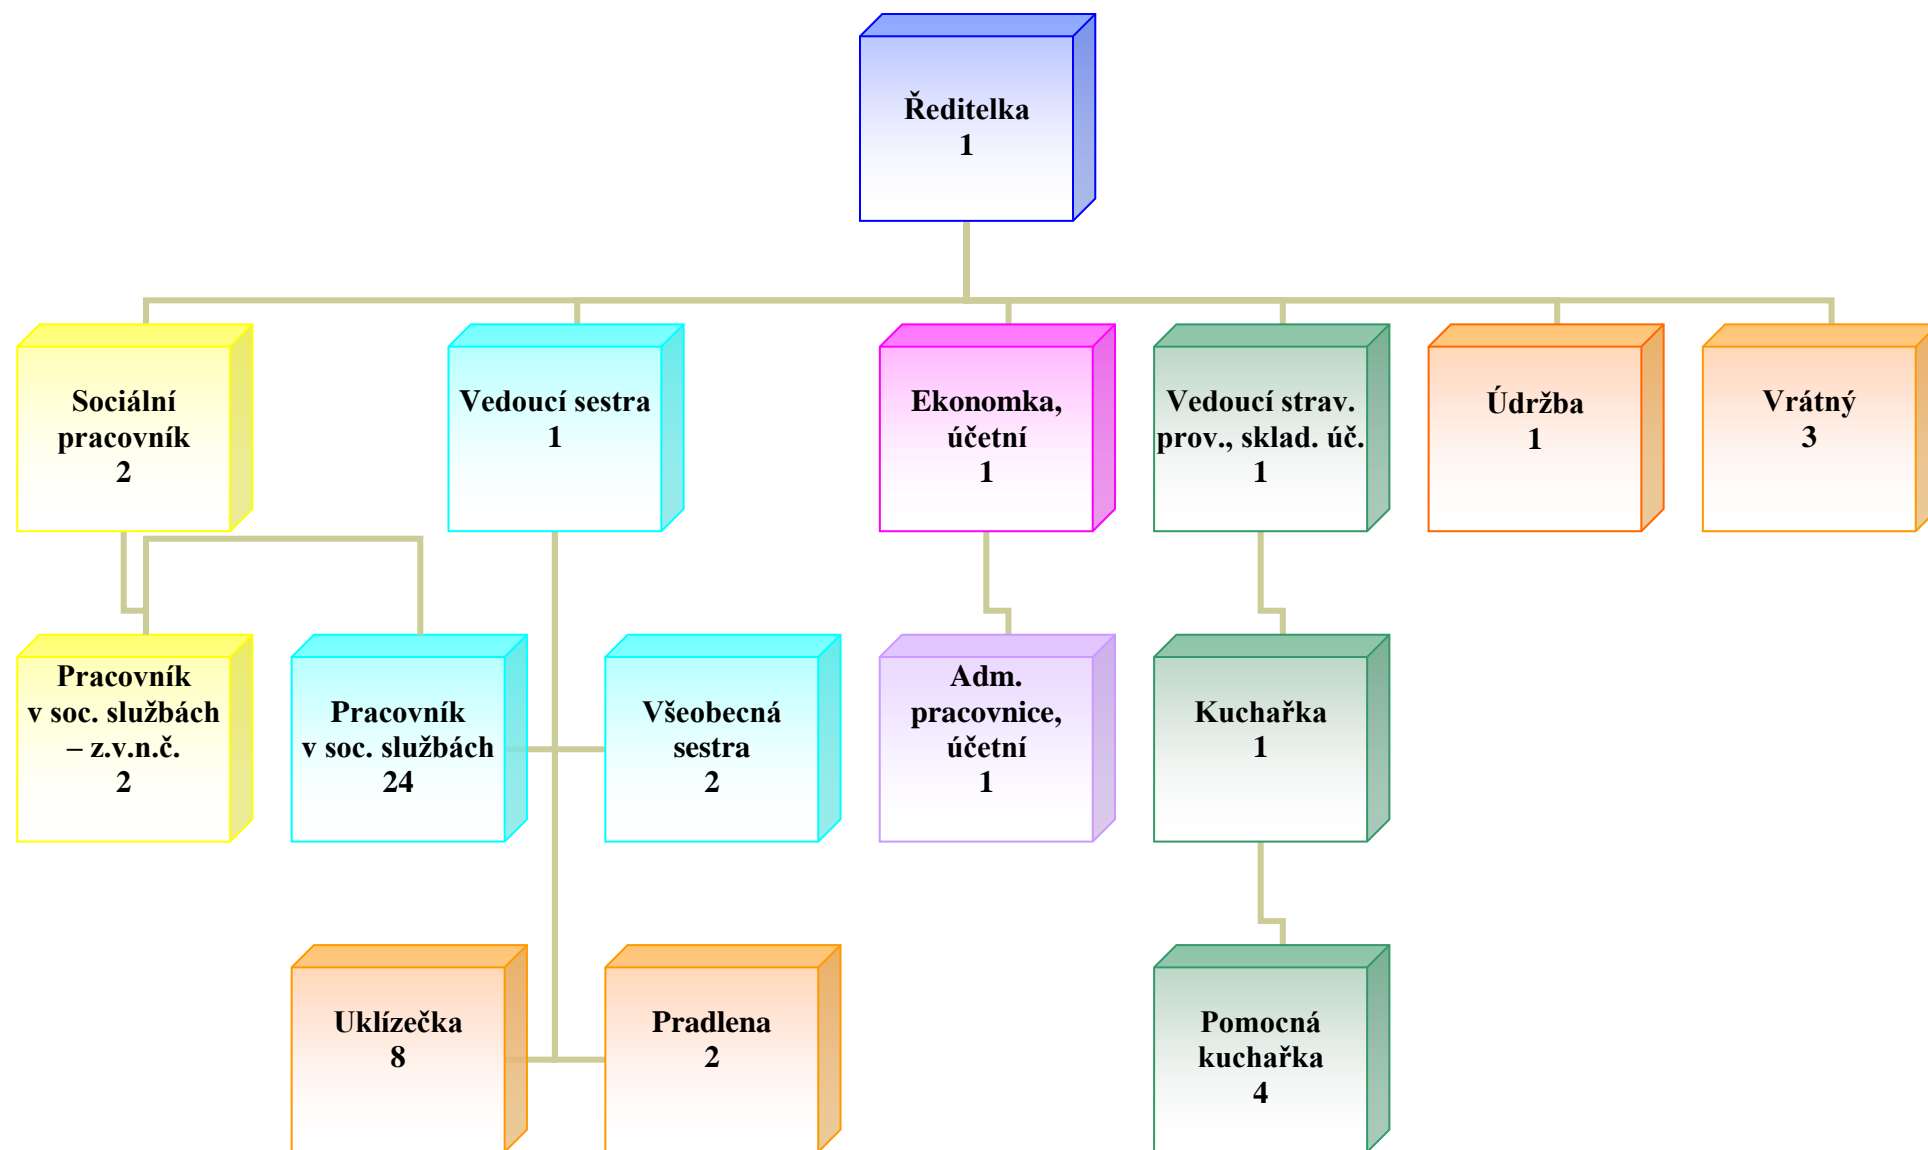 Ředitelka
1
Sociální
pracovník
2
Vedoucí sestra
1
Ekonomka,
účetní
1
Vedoucí strav.
prov., sklad. úč.
1
Údržba
1
Vrátný
3
Pracovník
v soc. službách
– z.v.n.č.
2
Pracovník
v soc. službách
24
Všeobecná
sestra
2
Adm.
pracovnice,
účetní
1
Kuchařka
1
Uklízečka
8
Pradlena
2
Pomocná
kuchařka
4